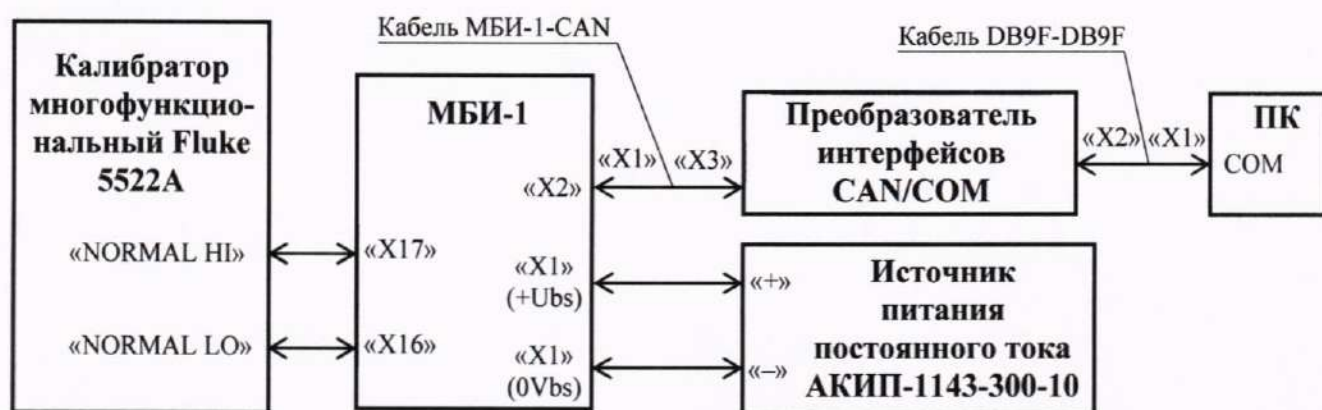 Кабель МБИ-1-CAN
Кабель DB9F-DB9F
Калибратор
многофункцио-
нальный Fluke
5522А
«NORMAL HI»
«NORMAL LO»
МБИ-1
«X2»
«X17»
«X1»
(+Ubs)
«X16»
«X1»
(0Vbs)
«X1» «X3»
Преобразователь
интерфейсов
CAN/COM
«X2» «X1»
ПК
COM
«+»
«–»
Источник
питания
постоянного тока
АКИП-1143-300-10